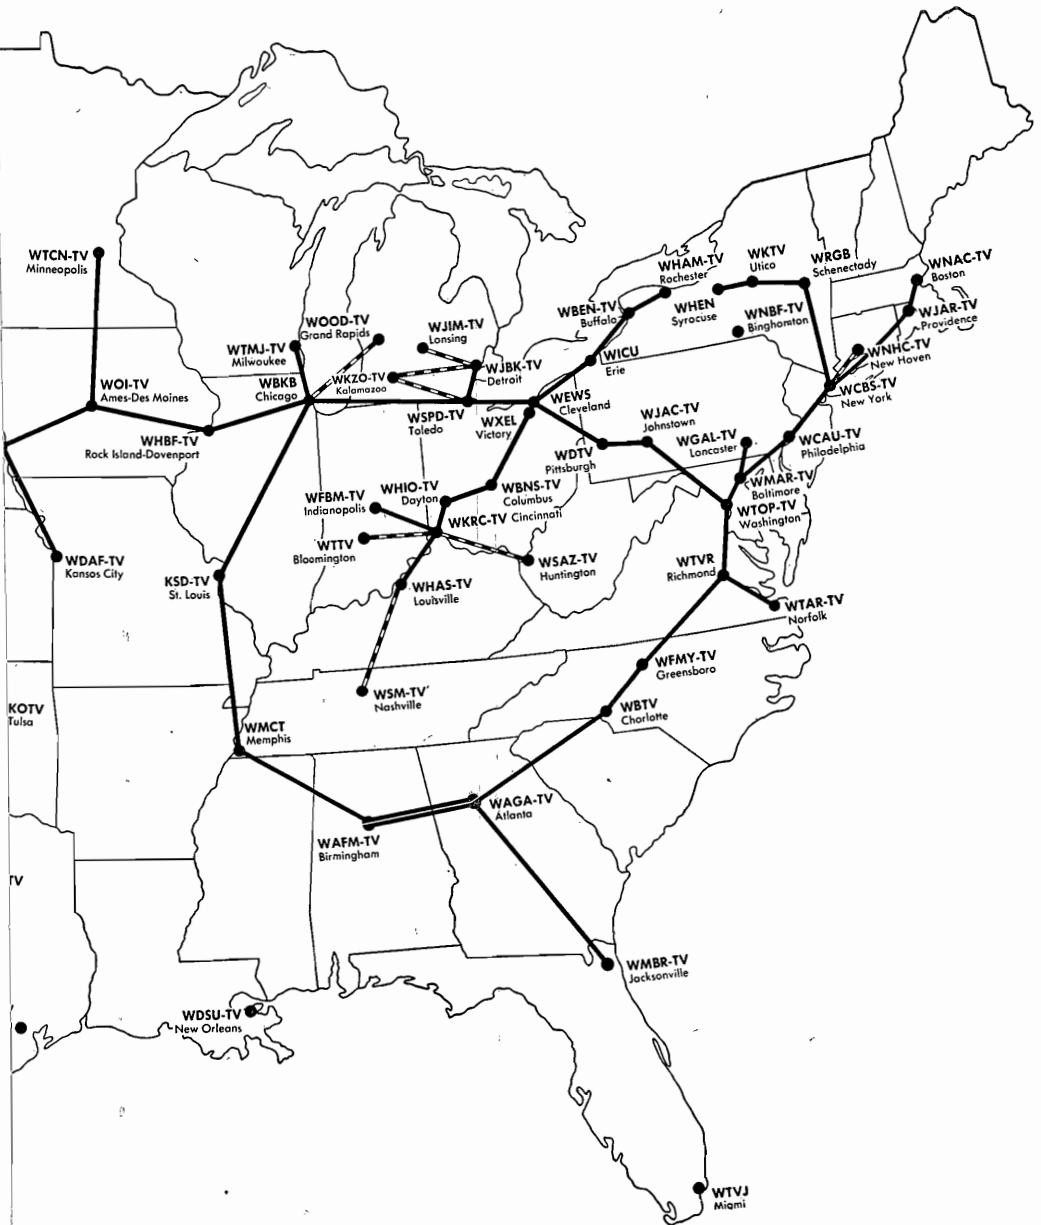 WTCN-TV
Minneapolis
WOI-TV
Ames-Des Moines
WHBF-TV
Rock Island-Davenport
WDAF-TV
Kansas City
KOTV
Tulsa
TV
WTMJ-TV
Milwaukee
WBKB
Chicago
WOOD-TV
Grand Rapids
WKZO-TV
Kalamazoo
WJIM-TV
Lansing
WJBK-TV
Detroit
WSPD-TV
Toledo
WXEL
Victory
WEWS
Cleveland
WICU
Erie
WBEN-TV
Buffalo
WHAM-TV
Rochester
WHEN
Syracuse
WKTV
Utica
WRGB
Schenectady
WNBF-TV
Binghamton
WNAC-TV
Boston
WJAR-TV
Providence
WNHC-TV
New Haven
WCBS-TV
New York
WCAU-TV
Philadelphia
WGAL-TV
Lancaster
WMAR-TV
Baltimore
WTOP-TV
Washington
WJAC-TV
Johnstown
WDTV
Pittsburgh
WBNS-TV
Columbus
WHIO-TV
Dayton
WKRC-TV Cincinnati
WFBM-TV
Indianapolis
WTTV
Bloomington
WSAZ-TV
Huntington
WHAS-TV
Louisville
KSD-TV
St. Louis
WTVR
Richmond
WTAR-TV
Norfolk
WFMY-TV
Greensboro
WBTV
Charlotte
WSM-TV
Nashville
WMCT
Memphis
WAGA-TV
Atlanta
WAFM-TV
Birmingham
WMBR-TV
Jacksonville
WDSU-TV
New Orleans
WTVJ
Miami